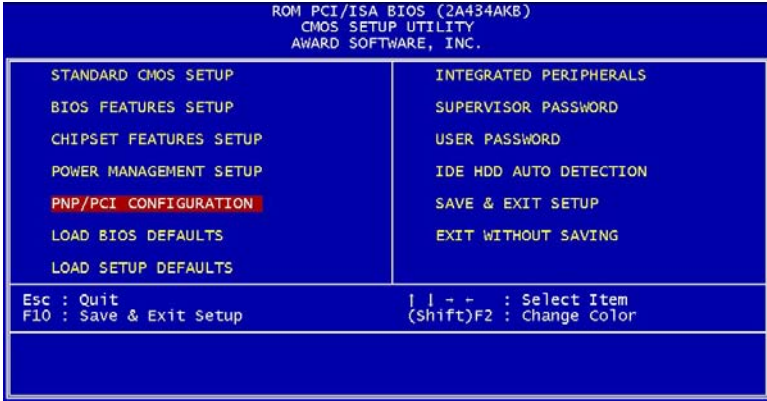 ROM PCI/ISA BIOS (2A434AKB)
CMOS SETUP UTILITY
AWARD SOFTWARE, INC.
STANDARD CMOS SETUP
BIOS FEATURES SETUP
CHIPSET FEATURES SETUP
POWER MANAGEMENT SETUP
PNP/PCI CONFIGURATION
LOAD BIOS DEFAULTS
LOAD SETUP DEFAULTS
INTEGRATED PERIPHERALS
SUPERVISOR PASSWORD
USER PASSWORD
IDE HDD AUTO DETECTION
SAVE & EXIT SETUP
EXIT WITHOUT SAVING
Esc : Quit
F10 : Save & Exit Setup
↑ ↓ → ← : Select Item
(Shift)F2 : Change Color